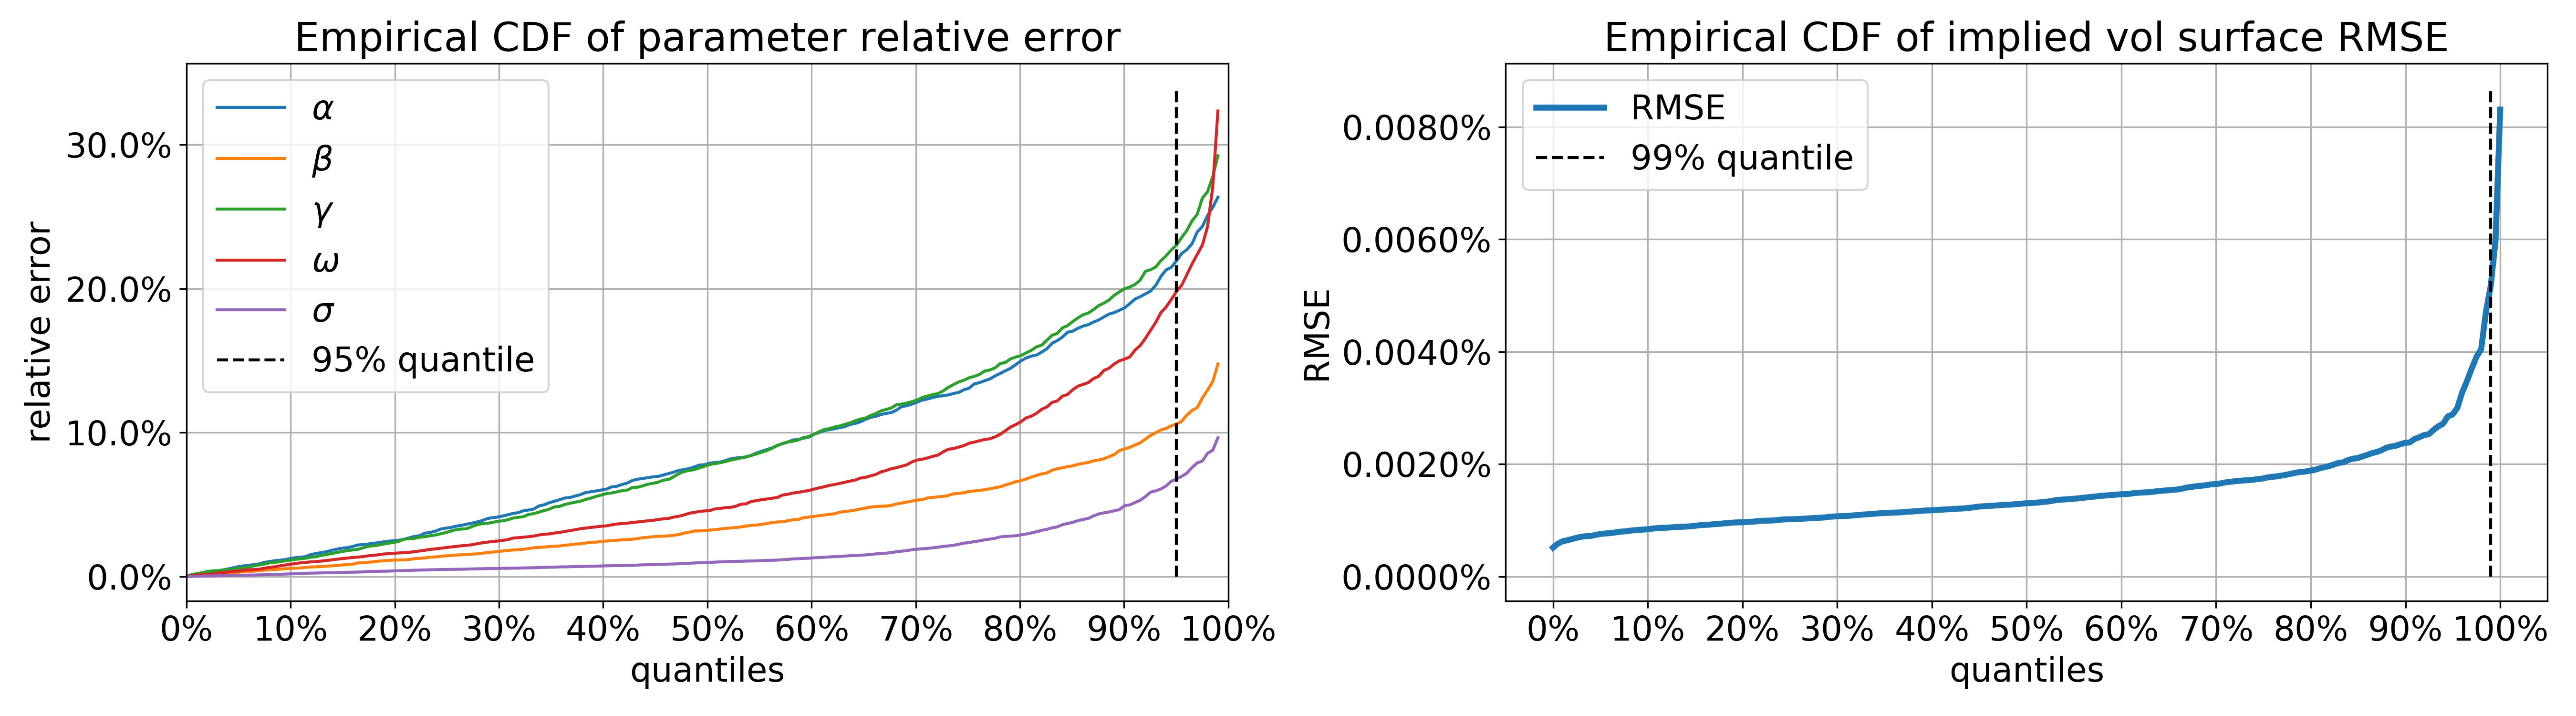 Empirical CDF of parameter relative error
relative error
30.0%
20.0%
10.0%
0.0%
α
β
γ
ω
σ
95% quantile
0% 10% 20% 30% 40% 50% 60% 70% 80% 90% 100%
quantiles
Empirical CDF of implied vol surface RMSE
RMSE
0.0080%
0.0060%
0.0040%
0.0020%
0.0000%
RMSE
99% quantile
0% 10% 20% 30% 40% 50% 60% 70% 80% 90% 100%
quantiles